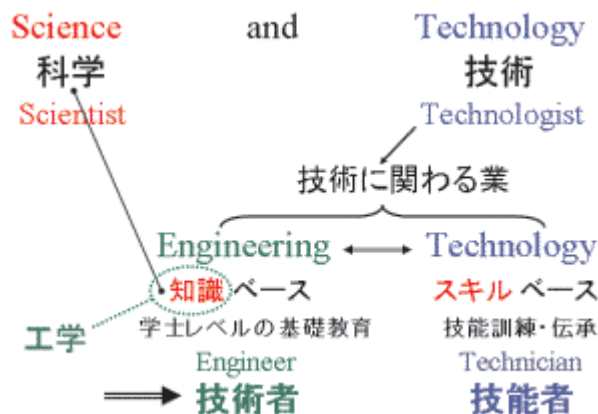 Science and Technology
科学 技術
Scientist Technologist
技術に関わる業
Engineering Technology
知識 ベース スキル ベース
学士レベルの基礎教育 技能訓練・伝承
工学
Engineer Technician
技術者 技能者